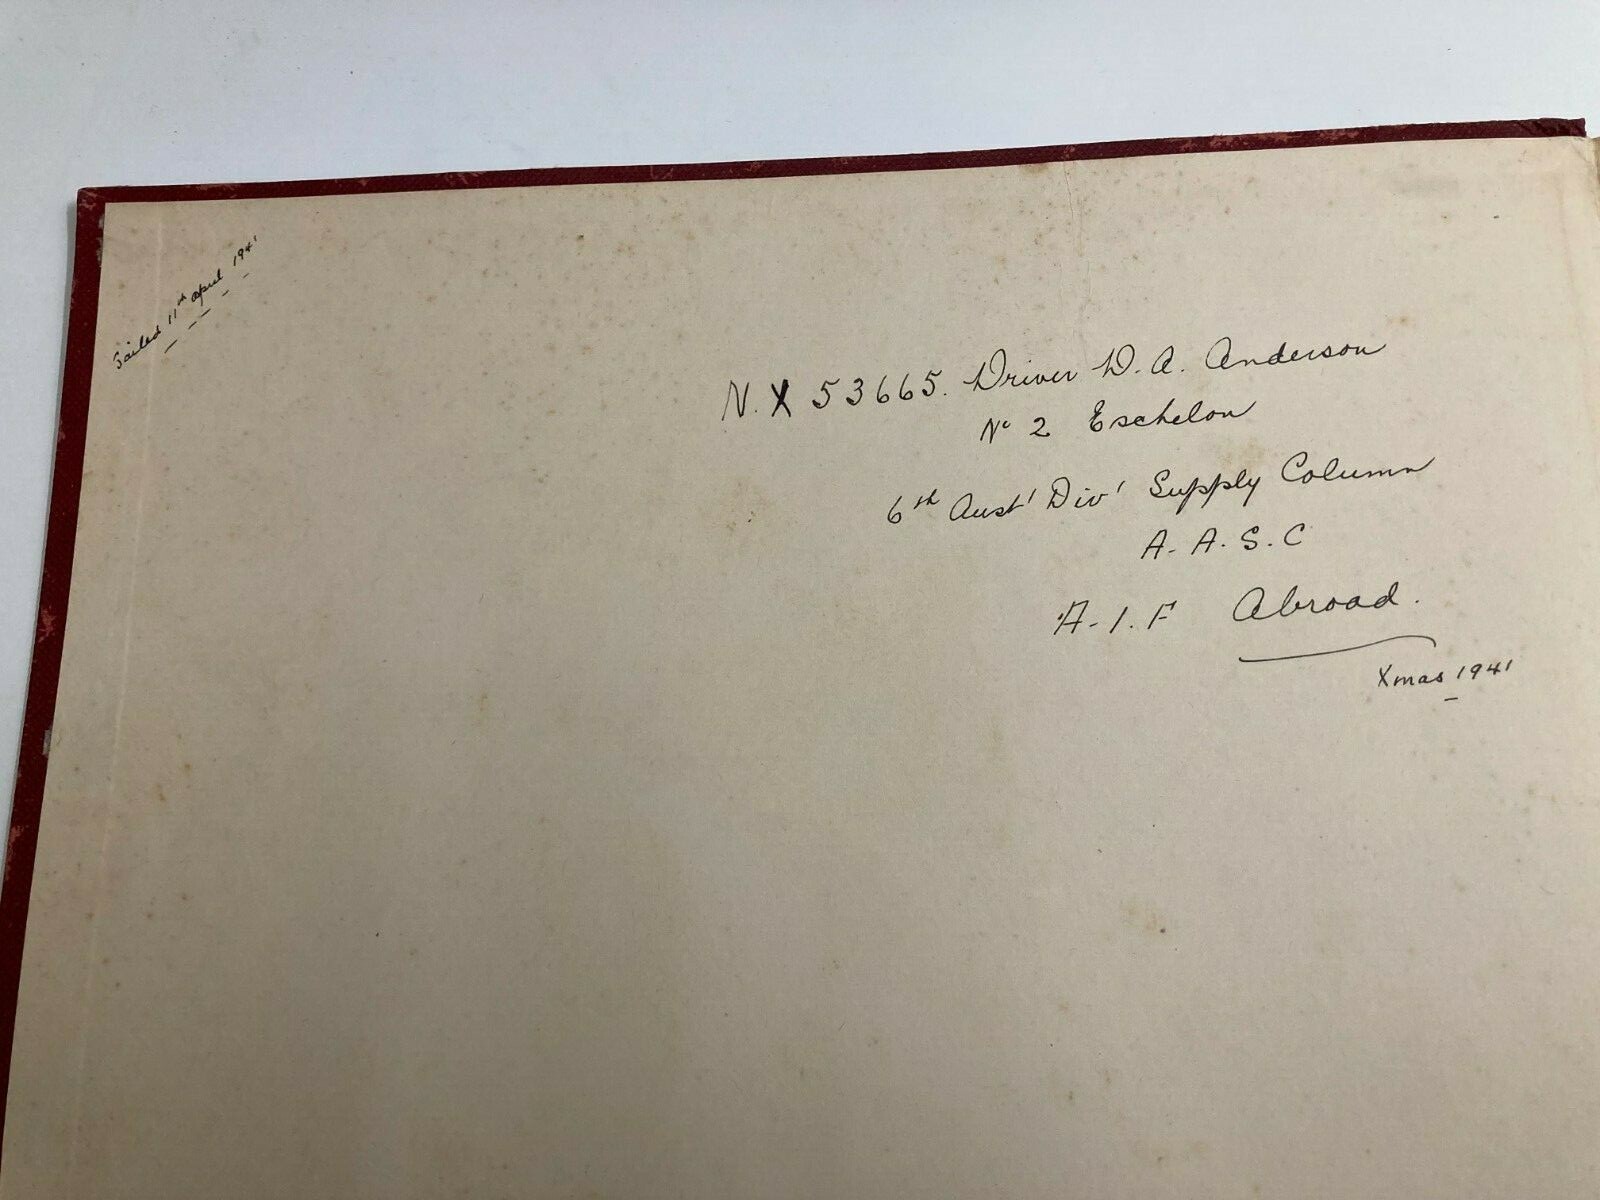 Sailed 11th April 1941
N.X 53665. Driver D. A. Anderson
No 2 Eschelon
6th Aust' Div' Supply Column
A. A. S. C
A. I. F Abroad.
Xmas 1941